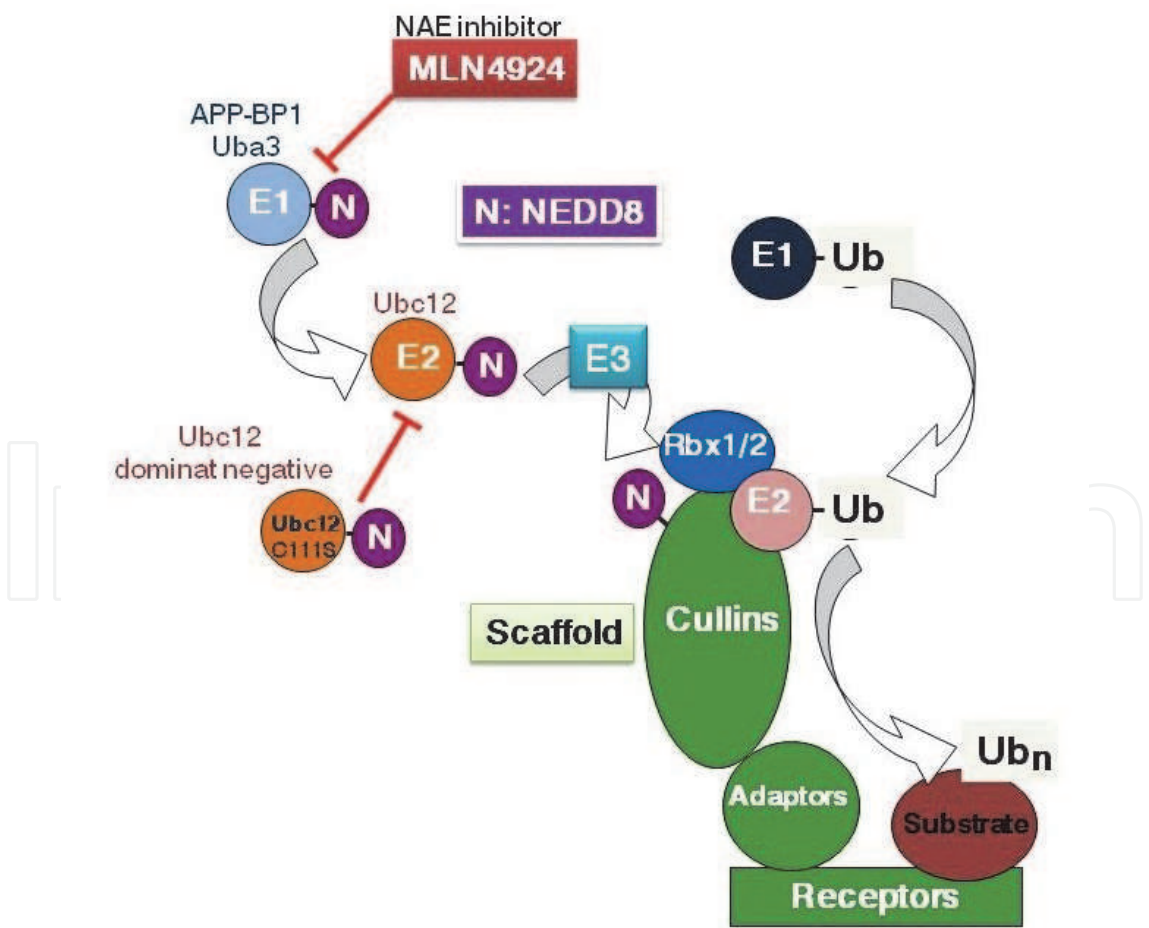 NAE inhibitor
MLN4924
APP-BP1
Uba3
E1
N
N: NEDD8
E1
Ub
Ubc12
E2
N
E3
Ubc12
dominat negative
Ubc12
C111S
N
Rbx1/2
N
E2
Ub
Cullins
Scaffold
Ubn
Adaptors
Substrate
Receptors